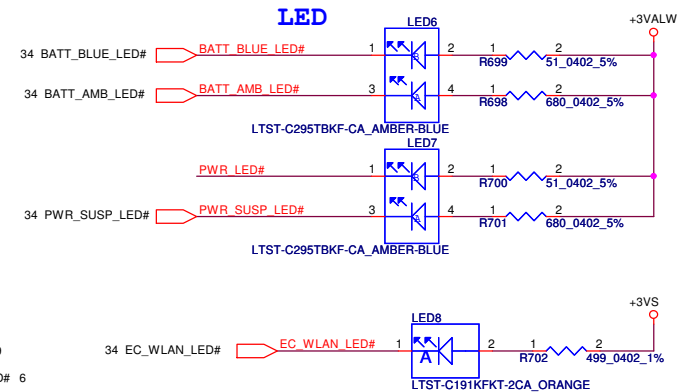 LED
LED6
+3VALW
34 BATT_BLUE_LED# BATT_BLUE_LED# 1 B 2 1 2
R699 51_0402_5%
34 BATT_AMB_LED# BATT_AMB_LED# 3 A 4 1 2
R698 680_0402_5%
LTST-C295TBKF-CA_AMBER-BLUE
LED7
PWR_LED# 1 B 2 1 2
R700 51_0402_5%
34 PWR_SUSP_LED# PWR_SUSP_LED# 3 A 4 1 2
R701 680_0402_5%
LTST-C295TBKF-CA_AMBER-BLUE
+3VS
LED8
34 EC_WLAN_LED# EC_WLAN_LED# 1 A 2 1 2
R702 499_0402_1%
# 6
LTST-C191KFKT-2CA_ORANGE